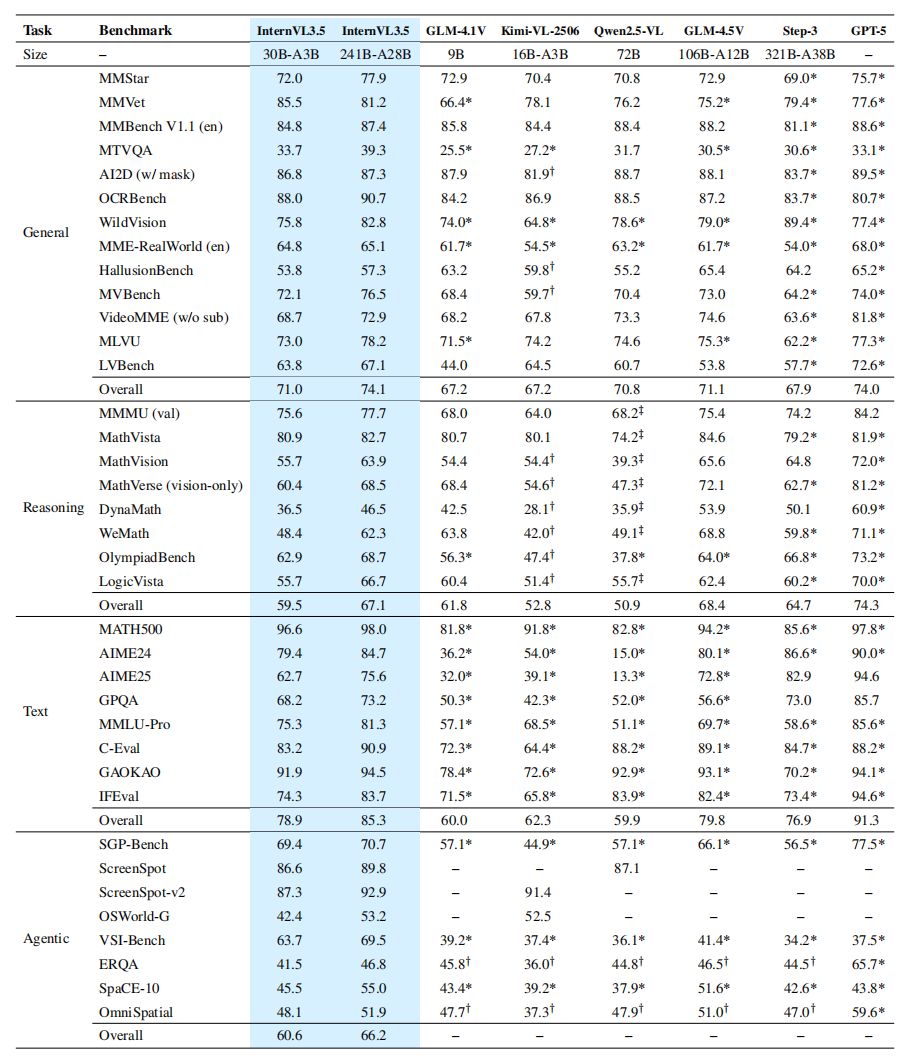 Task Benchmark InternVL3.5 InternVL3.5 GLM-4.1V Kimi-VL-2506 Qwen2.5-VL GLM-4.5V Step-3 GPT-5
Size – 30B-A3B 241B-A28B 9B 16B-A3B 72B 106B-A12B 321B-A38B –
MMStar 72.0 77.9 72.9 70.4 70.8 72.9 69.0* 75.7*
MMVet 85.5 81.2 66.4* 78.1 76.2 75.2* 79.4* 77.6*
MMBench V1.1 (en) 84.8 87.4 85.8 84.4 88.4 88.2 81.1* 88.6*
MTVQA 33.7 39.3 25.5* 27.2* 31.7 30.5* 30.6* 33.1*
AI2D (w/ mask) 86.8 87.3 87.9 81.9† 88.7 88.1 83.7* 89.5*
OCRBench 88.0 90.7 84.2 86.9 88.5 87.2 83.7* 80.7*
WildVision 75.8 82.8 74.0* 64.8* 78.6* 79.0* 89.4* 77.4*
General
MME-RealWorld (en) 64.8 65.1 61.7* 54.5* 63.2* 61.7* 54.0* 68.0*
HallusionBench 53.8 57.3 63.2 59.8† 55.2 65.4 64.2 65.2*
MVBench 72.1 76.5 68.4 59.7† 70.4 73.0 64.2* 74.0*
VideoMME (w/o sub) 68.7 72.9 68.2 67.8 73.3 74.6 63.6* 81.8*
MLVU 73.0 78.2 71.5* 74.2 74.6 75.3* 62.2* 77.3*
LVBench 63.8 67.1 44.0 64.5 60.7 53.8 57.7* 72.6*
Overall 71.0 74.1 67.2 67.2 70.8 71.1 67.9 74.0
MMMU (val) 75.6 77.7 68.0 64.0 68.2‡ 75.4 74.2 84.2
MathVista 80.9 82.7 80.7 80.1 74.2‡ 84.6 79.2* 81.9*
MathVision 55.7 63.9 54.4 54.4† 39.3‡ 65.6 64.8 72.0*
MathVerse (vision-only) 60.4 68.5 68.4 54.6† 47.3‡ 72.1 62.7* 81.2*
Reasoning DynaMath 36.5 46.5 42.5 28.1† 35.9‡ 53.9 50.1 60.9*
WeMath 48.4 62.3 63.8 42.0† 49.1‡ 68.8 59.8* 71.1*
OlympiadBench 62.9 68.7 56.3* 47.4† 37.8* 64.0* 66.8* 73.2*
LogicVista 55.7 66.7 60.4 51.4† 55.7‡ 62.4 60.2* 70.0*
Overall 59.5 67.1 61.8 52.8 50.9 68.4 64.7 74.3
MATH500 96.6 98.0 81.8* 91.8* 82.8* 94.2* 85.6* 97.8*
AIME24 79.4 84.7 36.2* 54.0* 15.0* 80.1* 86.6* 90.0*
AIME25 62.7 75.6 32.0* 39.1* 13.3* 72.8* 82.9 94.6
GPQA 68.2 73.2 50.3* 42.3* 52.0* 56.6* 73.0 85.7
Text
MMLU-Pro 75.3 81.3 57.1* 68.5* 51.1* 69.7* 58.6* 85.6*
C-Eval 83.2 90.9 72.3* 64.4* 88.2* 89.1* 84.7* 88.2*
GAOKAO 91.9 94.5 78.4* 72.6* 92.9* 93.1* 70.2* 94.1*
IFEval 74.3 83.7 71.5* 65.8* 83.9* 82.4* 73.4* 94.6*
Overall 78.9 85.3 60.0 62.3 59.9 79.8 76.9 91.3
SGP-Bench 69.4 70.7 57.1* 44.9* 57.1* 66.1* 56.5* 77.5*
ScreenSpot 86.6 89.8 – – 87.1 – – –
ScreenSpot-v2 87.3 92.9 – 91.4 – – – –
OSWorld-G 42.4 53.2 – 52.5 – – – –
Agentic VSI-Bench 63.7 69.5 39.2* 37.4* 36.1* 41.4* 34.2* 37.5*
ERQA 41.5 46.8 45.8† 36.0† 44.8† 46.5† 44.5† 65.7*
SpaCE-10 45.5 55.0 43.4* 39.2* 37.9* 51.6* 42.6* 43.8*
OmniSpatial 48.1 51.9 47.7† 37.3† 47.9† 51.0† 47.0† 59.6*
Overall 60.6 66.2 – – – – – –